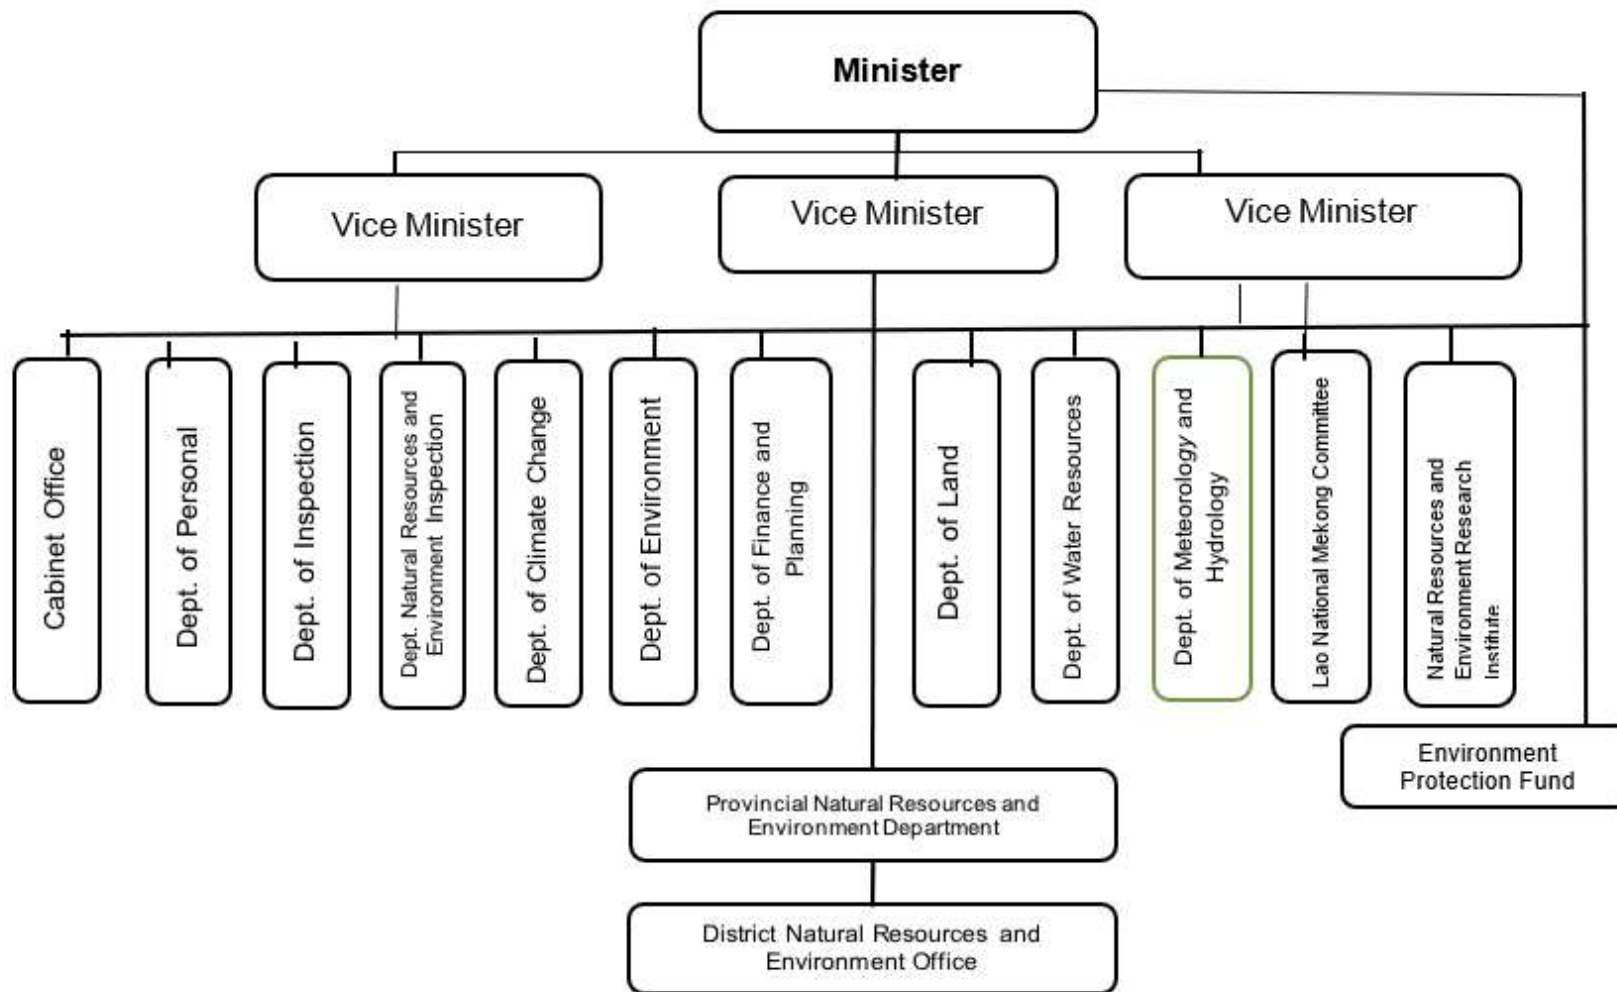 Minister
Vice Minister
Vice Minister
Vice Minister
Cabinet Office
Dept. of Personal
Dept. of Inspection
Dept. Natural Resources and
Environment Inspection
Dept. of Climate Change
Dept. of Environment
Dept. of Finance and
Planning
Dept. of Land
Dept. of Water Resources
Dept. of Meteorology and
Hydrology
Lao National Mekong Committee
Natural Resources and
Environment Research
Institute.
Environment
Protection Fund
Provincial Natural Resources and
Environment Department
District Natural Resources and
Environment Office